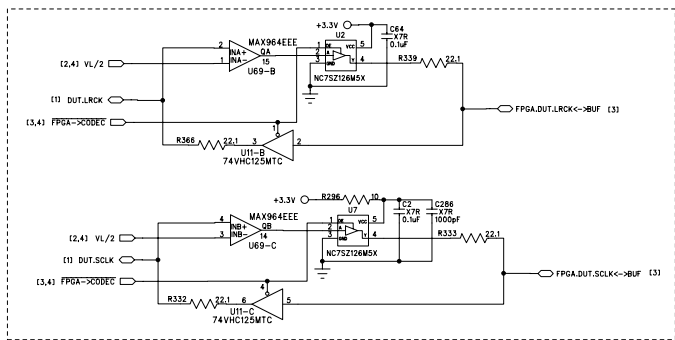 +3.3V
C64
X7R
0.1uF
U2
MAX964EEE
2 INA+ QA
1 INA- 15
U69-B
1 OE VCC 5
2 A
3 GND Y 4
NC7SZ126M5X
R339 22.1
[2,4] VL/2
[1] DUT.LRCK
[3,4] FPGA->CODEC
FPGA.DUT.LRCK<->BUF [3]
R366 22.1 3 1 2
U11-B
74VHC125MTC
+3.3V R296 10
U7
C2
X7R
0.1uF
C286
X7R
1000pF
MAX964EEE
4 INB+ QB
3 INB- 14
U69-C
1 OE VCC 5
2 A
3 GND Y 4
NC7SZ126M5X
R333 22.1
[2,4] VL/2
[1] DUT.SCLK
[3,4] FPGA->CODEC
FPGA.DUT.SCLK<->BUF [3]
R332 22.1 6 4 5
U11-C
74VHC125MTC